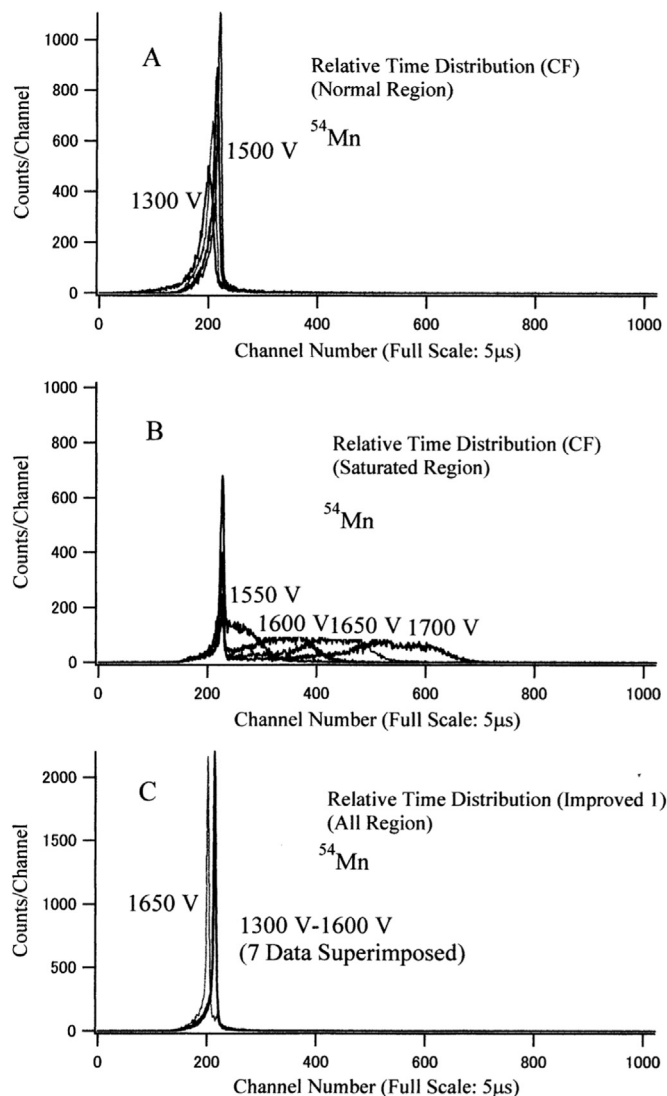 A
Relative Time Distribution (CF)
(Normal Region)
54Mn
1500 V
1300 V
Counts/Channel
1000
800
600
400
200
0
0 200 400 600 800 1000
Channel Number (Full Scale: 5μs)
B
Relative Time Distribution (CF)
(Saturated Region)
54Mn
1550 V
1600 V 1650 V 1700 V
Counts/Channel
1000
800
600
400
200
0
0 200 400 600 800 1000
Channel Number (Full Scale: 5μs)
C
Relative Time Distribution (Improved 1)
(All Region)
54Mn
1650 V
1300 V-1600 V
(7 Data Superimposed)
Counts/Channel
2000
1500
1000
500
0
0 200 400 600 800 1000
Channel Number (Full Scale: 5μs)